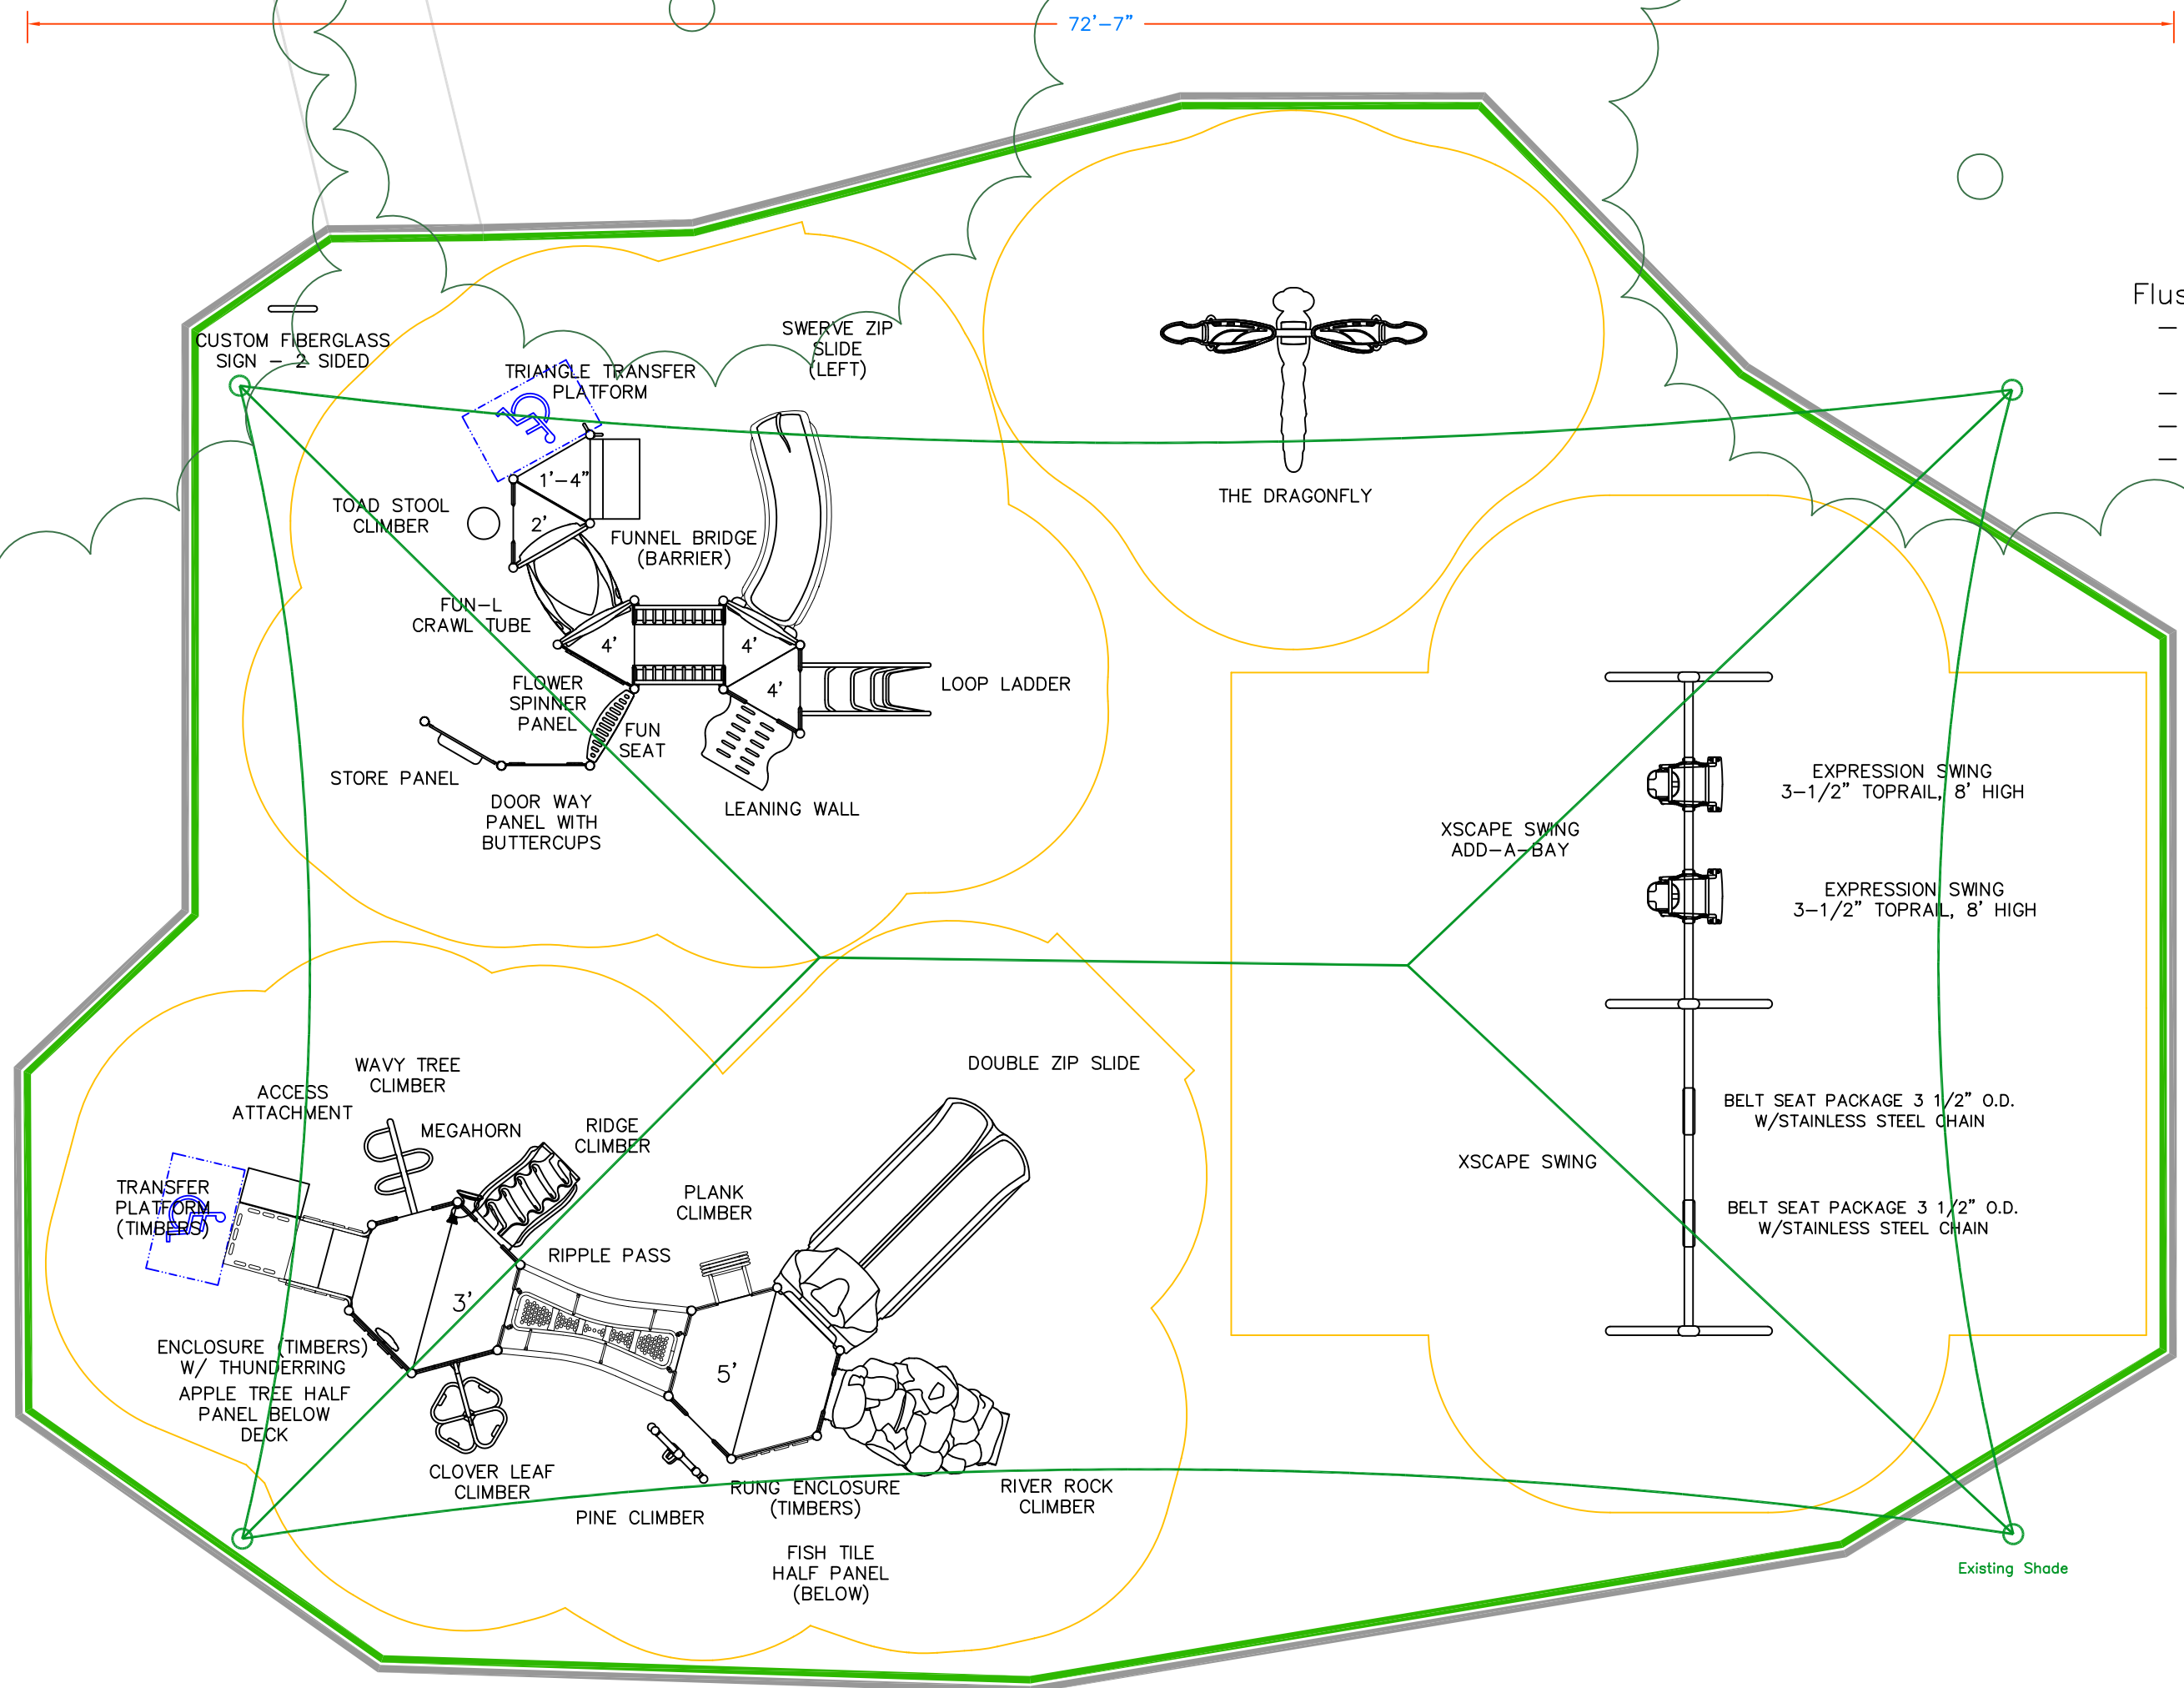 72'-7"
Flus
CUSTOM FIBERGLASS
SIGN - 2 SIDED
SWERVE ZIP
SLIDE
(LEFT)
TRIANGLE TRANSFER
PLATFORM
1'-4"
2'
TOAD STOOL
CLIMBER
FUNNEL BRIDGE
(BARRIER)
THE DRAGONFLY
FUN-L
CRAWL TUBE
4'
4'
4'
LOOP LADDER
FLOWER
SPINNER
PANEL
FUN
SEAT
STORE PANEL
DOOR WAY
PANEL WITH
BUTTERCUPS
LEANING WALL
EXPRESSION SWING
3-1/2" TOPRAIL, 8' HIGH
XSCAPE SWING
ADD-A-BAY
EXPRESSION SWING
3-1/2" TOPRAIL, 8' HIGH
WAVY TREE
CLIMBER
DOUBLE ZIP SLIDE
ACCESS
ATTACHMENT
MEGAHORN
RIDGE
CLIMBER
BELT SEAT PACKAGE 3 1/2" O.D.
W/STAINLESS STEEL CHAIN
XSCAPE SWING
TRANSFER
PLATFORM
(TIMBERS)
PLANK
CLIMBER
BELT SEAT PACKAGE 3 1/2" O.D.
W/STAINLESS STEEL CHAIN
RIPPLE PASS
3'
5'
ENCLOSURE (TIMBERS)
W/ THUNDERRING
APPLE TREE HALF
PANEL BELOW
DECK
CLOVER LEAF
CLIMBER
PINE CLIMBER
RUNG ENCLOSURE
(TIMBERS)
RIVER ROCK
CLIMBER
FISH TILE
HALF PANEL
(BELOW)
Existing Shade